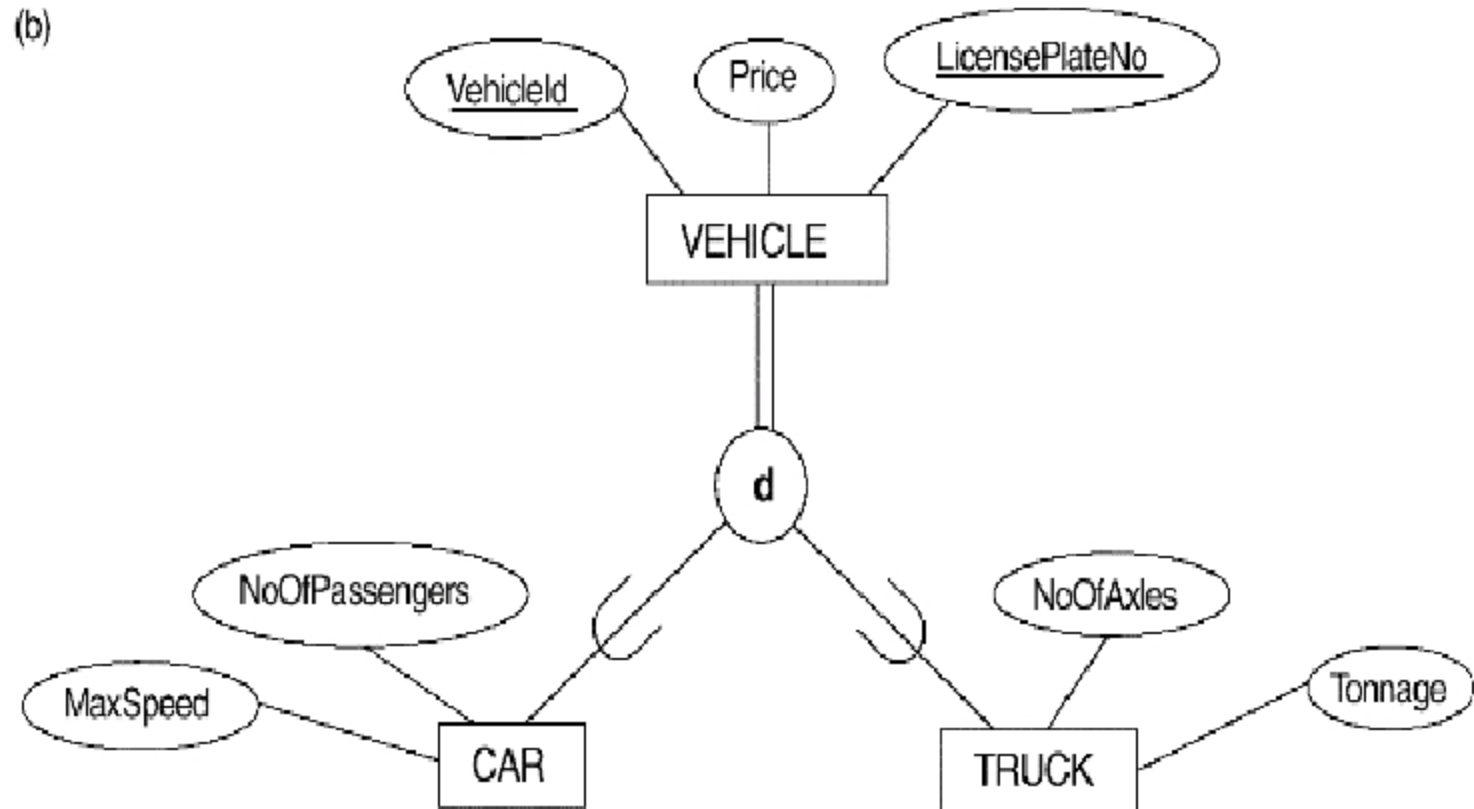 (b)
VehicleId
Price
LicensePlateNo
VEHICLE
d
NoOfPassengers
NoOfAxles
MaxSpeed
Tonnage
CAR
TRUCK